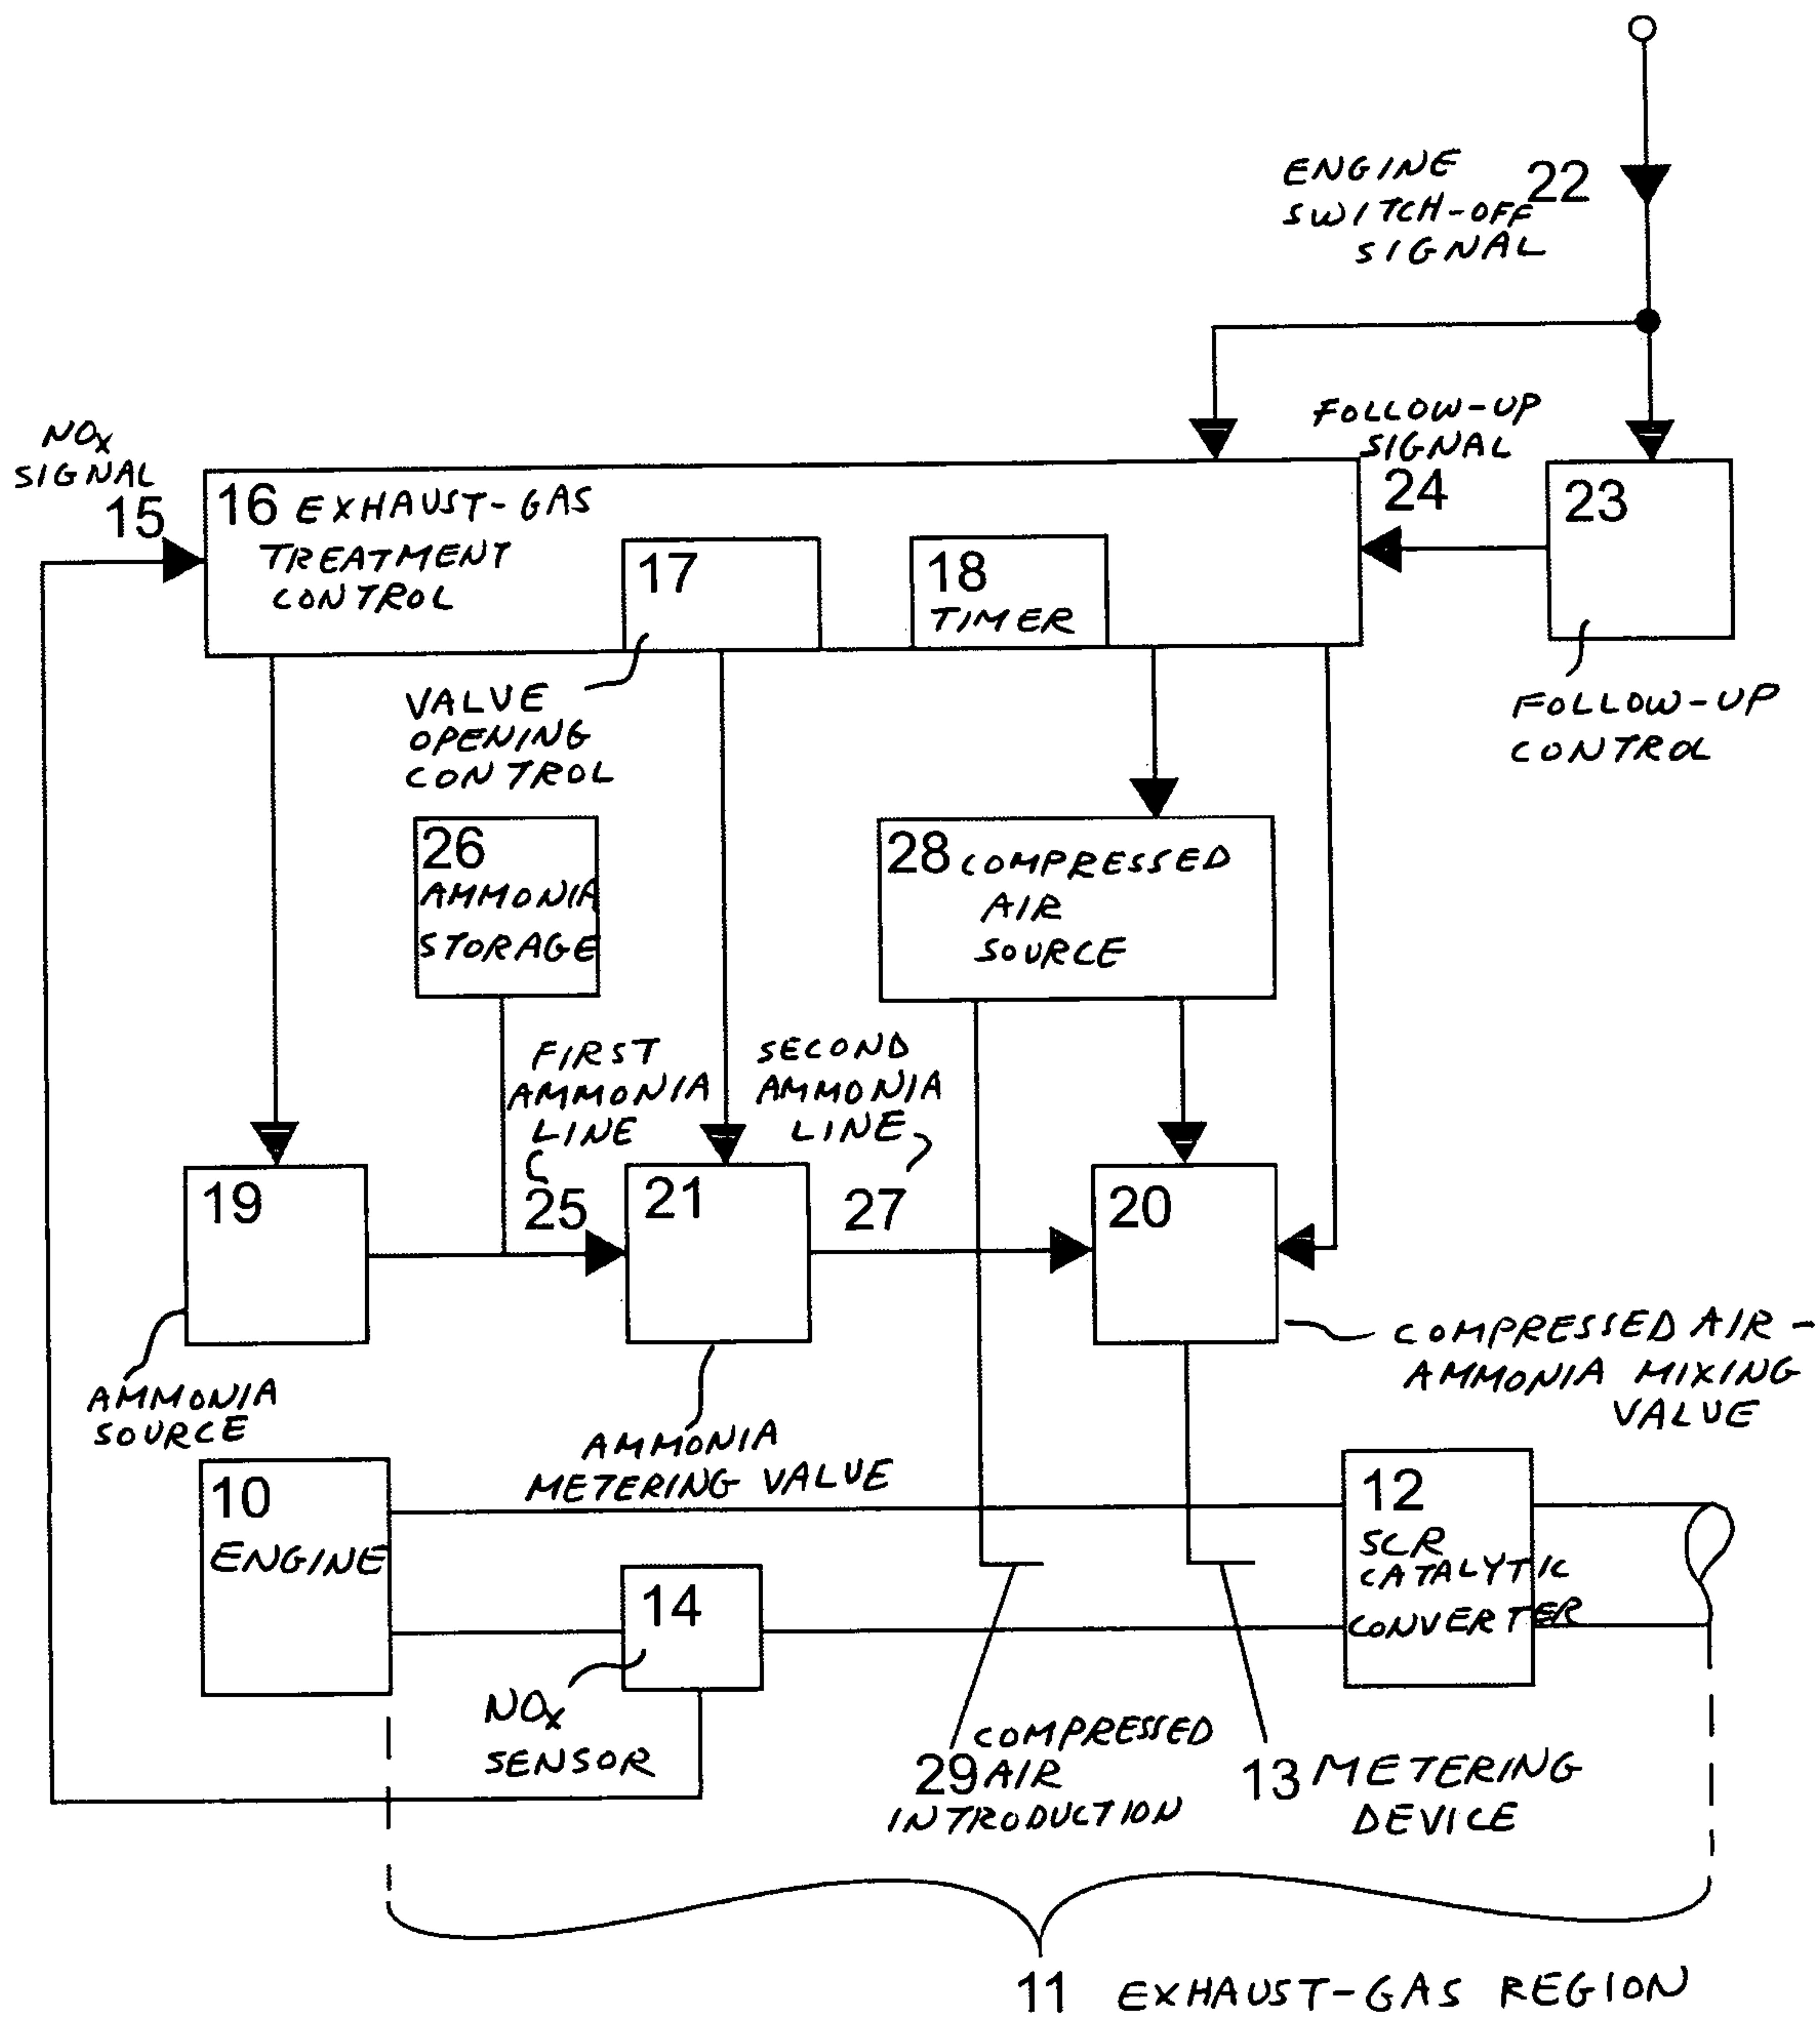 ENGINE
SWITCH-OFF 22
SIGNAL
NOx
SIGNAL
15
16 EXHAUST-GAS
TREATMENT
CONTROL
17
18
TIMER
FOLLOW-UP
SIGNAL
24
23
VALUE
OPENING
CONTROL
FOLLOW-UP
CONTROL
26
AMMONIA
STORAGE
28 COMPRESSED
AIR
SOURCE
FIRST
AMMONIA
LINE
25
SECOND
AMMONIA
LINE
27
19
21
20
AMMONIA
SOURCE
AMMONIA
METERING VALUE
COMPRESSED AIR-
AMMONIA MIXING
VALUE
10
ENGINE
14
12
SCR
CATALYTIC
CONVERTER
NOx
SENSOR
COMPRESSED
29 AIR
INTRODUCTION
13 METERING
DEVICE
11 EXHAUST-GAS REGION